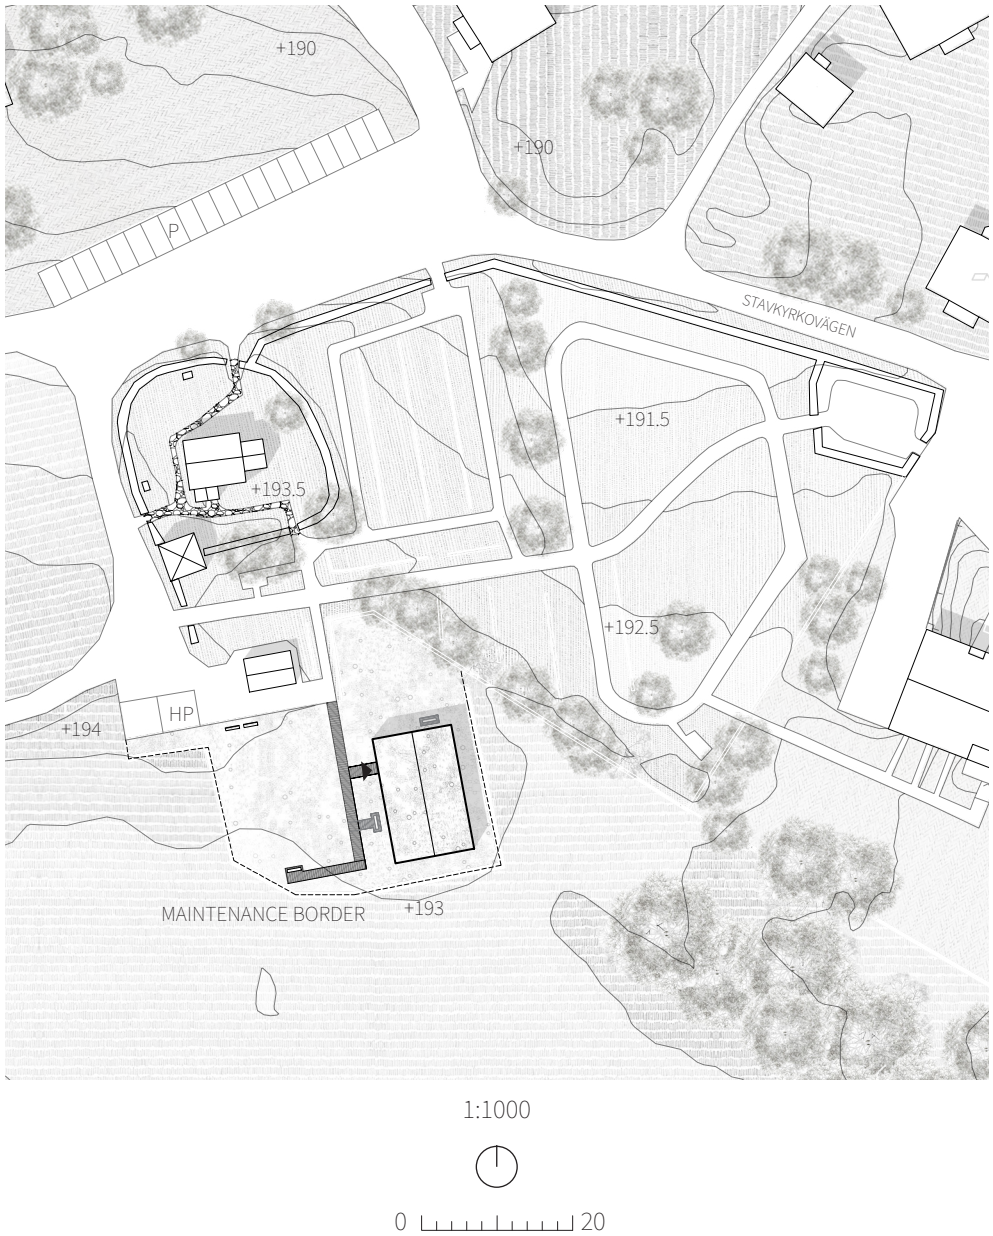 +190
+190
P
STAVKYRKOVÄGEN
+191.5
+193.5
+192.5
HP
+194
+193
MAINTENANCE BORDER
1:1000
0 20